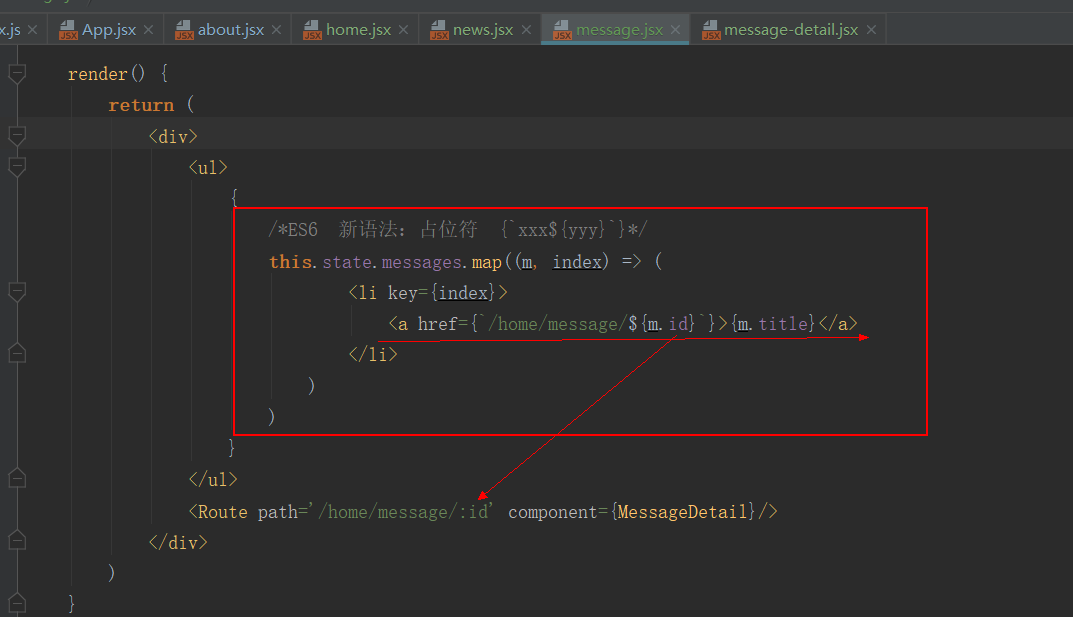 x.js × App.jsx × about.jsx × home.jsx × news.jsx × message.jsx × message-detail.jsx ×
render() {
return (
<div>
<ul>
{
/*ES6 新语法: 占位符 {`xxx${yyy}`}*/
this.state.messages.map((m, index) => (
<li key={index}>
<a href={`/home/message/${m.id}`}>{m.title}</a>
</li>
)
)
}
</ul>
<Route path='/home/message/:id' component={MessageDetail}/>
</div>
)
}